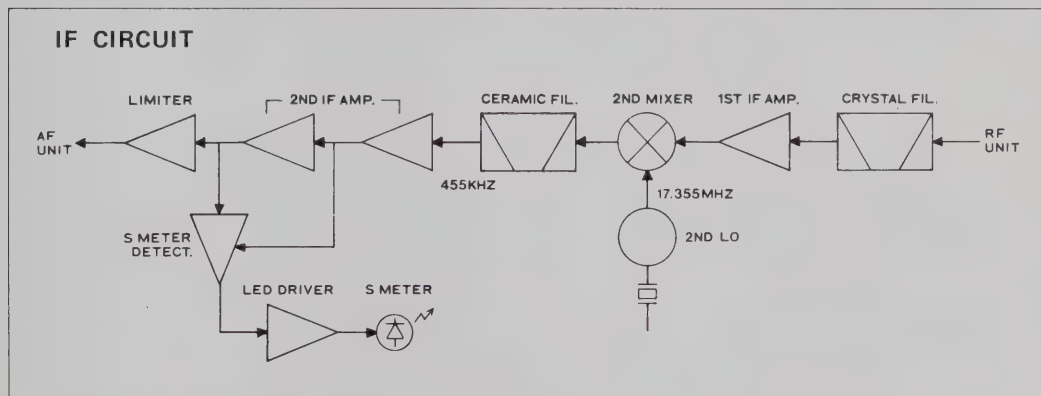 IF CIRCUIT
LIMITER
2ND IF AMP.
CERAMIC FIL.
2ND MIXER
1ST IF AMP.
CRYSTAL FIL.
AF
UNIT
RF
UNIT
455KHZ
17.355MHZ
2ND LO
S METER
DETECT.
LED DRIVER
S METER